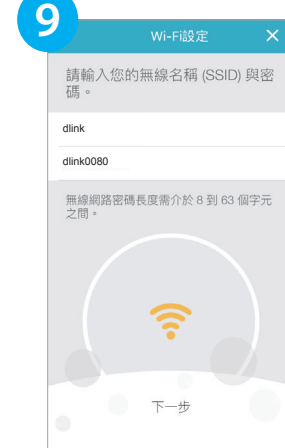 9
Wi-Fi設定 ×
請輸入您的無線名稱 (SSID) 與密
碼。
dlink
dlink0080
無線網路密碼長度需介於 8 到 63 個字元
之間。
下一步